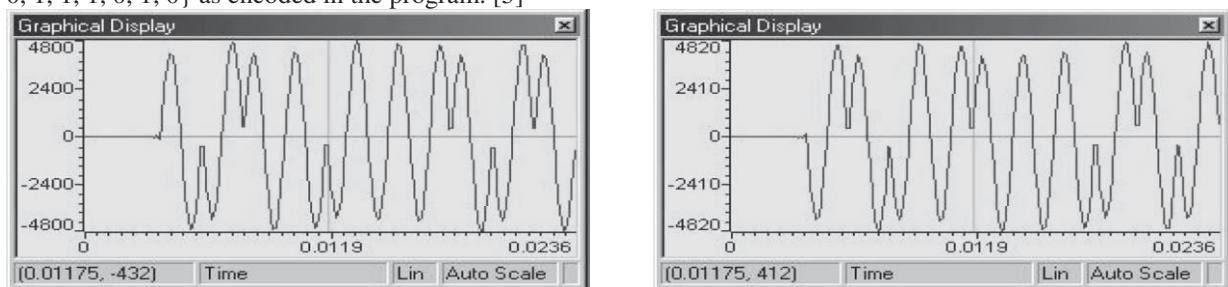 0, 1, 1, 1, 0, 1, 0} as encoded in the program. [5]
Graphical Display
4800
2400
0
-2400
-4800
0 0.0119 0.0236
(0.01175, -432) Time Lin Auto Scale
Graphical Display
4820
2410
0
-2410
-4820
0 0.0119 0.0236
(0.01175, 412) Time Lin Auto Scale